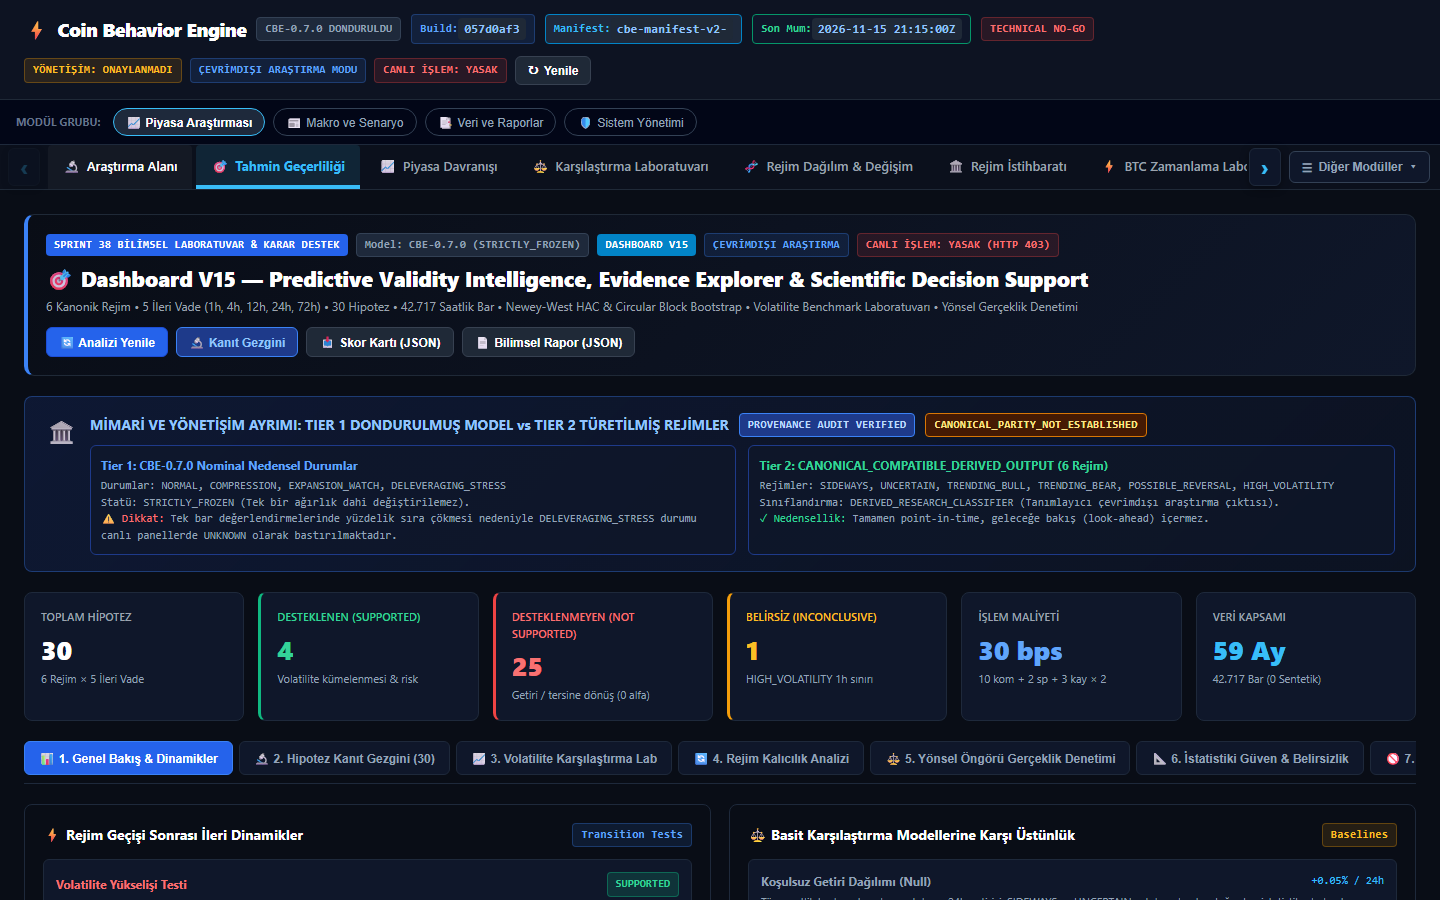 Coin Behavior Engine
CBE-0.7.0 DONDURULDU
Build: 057d0af3
Manifest: cbe-manifest-v2-
Son Mum: 2026-11-15 21:15:00Z
TECHNICAL NO-GO
YÖNETİŞİM: ONAYLANMADI
ÇEVRİMDIŞI ARAŞTIRMA MODU
CANLI İŞLEM: YASAK
↻ Yenile
MODÜL GRUBU:
Piyasa Araştırması
Makro ve Senaryo
Veri ve Raporlar
Sistem Yönetimi
‹
Araştırma Alanı
Tahmin Geçerliliği
Piyasa Davranışı
Karşılaştırma Laboratuvarı
Rejim Dağılım & Değişim
Rejim İstihbaratı
BTC Zamanlama Labo
›
☰ Diğer Modüller ▾
SPRINT 38 BİLİMSEL LABORATUVAR & KARAR DESTEK
Model: CBE-0.7.0 (STRICTLY_FROZEN)
DASHBOARD V15
ÇEVRİMDIŞI ARAŞTIRMA
CANLI İŞLEM: YASAK (HTTP 403)
Dashboard V15 — Predictive Validity Intelligence, Evidence Explorer & Scientific Decision Support
6 Kanonik Rejim • 5 İleri Vade (1h, 4h, 12h, 24h, 72h) • 30 Hipotez • 42.717 Saatlik Bar • Newey-West HAC & Circular Block Bootstrap • Volatilite Benchmark Laboratuvarı • Yönsel Gerçeklik Denetimi
Analizi Yenile
Kanıt Gezgini
Skor Kartı (JSON)
Bilimsel Rapor (JSON)
MİMARİ VE YÖNETİŞİM AYRIMI: TIER 1 DONDURULMUŞ MODEL vs TIER 2 TÜRETİLMİŞ REJİMLER
PROVENANCE AUDIT VERIFIED
CANONICAL_PARITY_NOT_ESTABLISHED
Tier 1: CBE-0.7.0 Nominal Nedensel Durumlar
Durumlar: NORMAL, COMPRESSION, EXPANSION_WATCH, DELEVERAGING_STRESS
Statü: STRICTLY_FROZEN (Tek bir ağırlık dahi değiştirilemez).
⚠ Dikkat: Tek bar değerlendirmelerinde yüzdelik sıra çökmesi nedeniyle DELEVERAGING_STRESS durumu
canlı panellerde UNKNOWN olarak bastırılmaktadır.
Tier 2: CANONICAL_COMPATIBLE_DERIVED_OUTPUT (6 Rejim)
Rejimler: SIDEWAYS, UNCERTAIN, TRENDING_BULL, TRENDING_BEAR, POSSIBLE_REVERSAL, HIGH_VOLATILITY
Sınıflandırma: DERIVED_RESEARCH_CLASSIFIER (Tanımlayıcı çevrimdışı araştırma çıktısı).
✓ Nedensellik: Tamamen point-in-time, geleceğe bakış (look-ahead) içermez.
TOPLAM HİPOTEZ
30
6 Rejim × 5 İleri Vade
DESTEKLENEN (SUPPORTED)
4
Volatilite kümelenmesi & risk
DESTEKLENMEYEN (NOT
SUPPORTED)
25
Getiri / tersine dönüş (0 alfa)
BELİRSİZ (INCONCLUSIVE)
1
HIGH_VOLATILITY 1h sınırı
İŞLEM MALİYETİ
30 bps
10 kom + 2 sp + 3 kay × 2
VERİ KAPSAMI
59 Ay
42.717 Bar (0 Sentetik)
1. Genel Bakış & Dinamikler
2. Hipotez Kanıt Gezgini (30)
3. Volatilite Karşılaştırma Lab
4. Rejim Kalıcılık Analizi
5. Yönsel Öngörü Gerçeklik Denetimi
6. İstatistiki Güven & Belirsizlik
7.
Rejim Geçişi Sonrası İleri Dinamikler
Transition Tests
Volatilite Yükselişi Testi
SUPPORTED
Basit Karşılaştırma Modellerine Karşı Üstünlük
Baselines
Koşulsuz Getiri Dağılımı (Null)
+0.05% / 24h